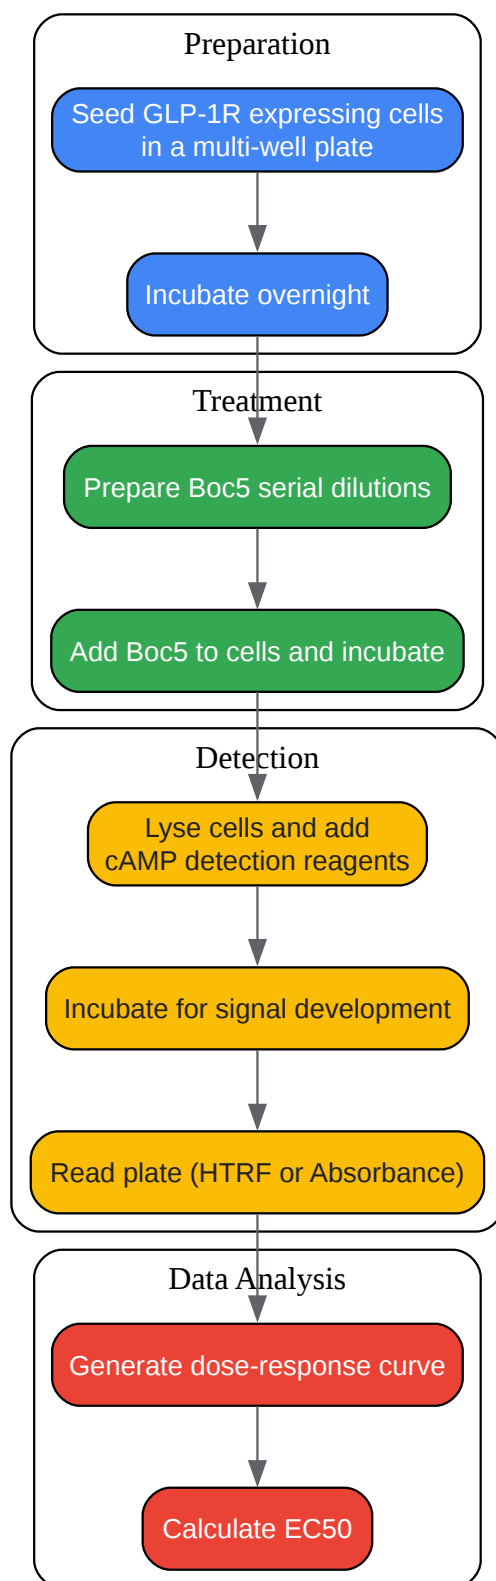 Preparation
Seed GLP-1R expressing cells
in a multi-well plate
Incubate overnight
Treatment
Prepare Boc5 serial dilutions
Add Boc5 to cells and incubate
Detection
Lyse cells and add
cAMP detection reagents
Incubate for signal development
Read plate (HTRF or Absorbance)
Data Analysis
Generate dose-response curve
Calculate EC50